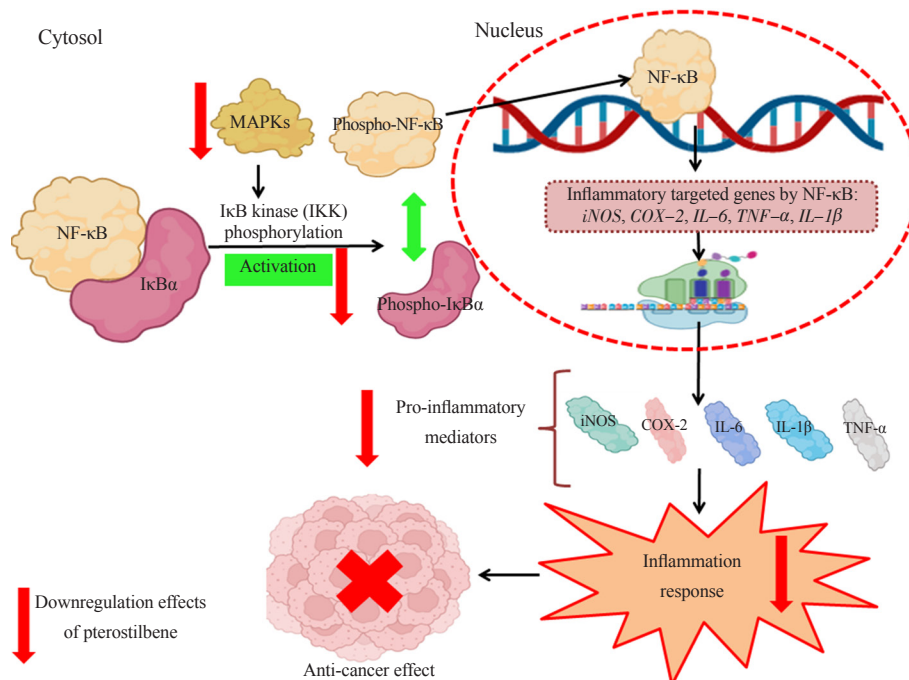 Cytosol
Nucleus
MAPKs
Phospho-NF-κB
NF-κB
NF-κB
IκBα
IκB kinase (IKK)
phosphorylation
Activation
Phospho-IκBα
Inflammatory targeted genes by NF-κB:
iNOS, COX–2, IL–6, TNF–α, IL–1β
Pro-inflammatory
mediators
iNOS
COX-2
IL-6
IL-1β
TNF-α
Inflammation
response
Downregulation effects
of pterostilbene
Anti-cancer effect